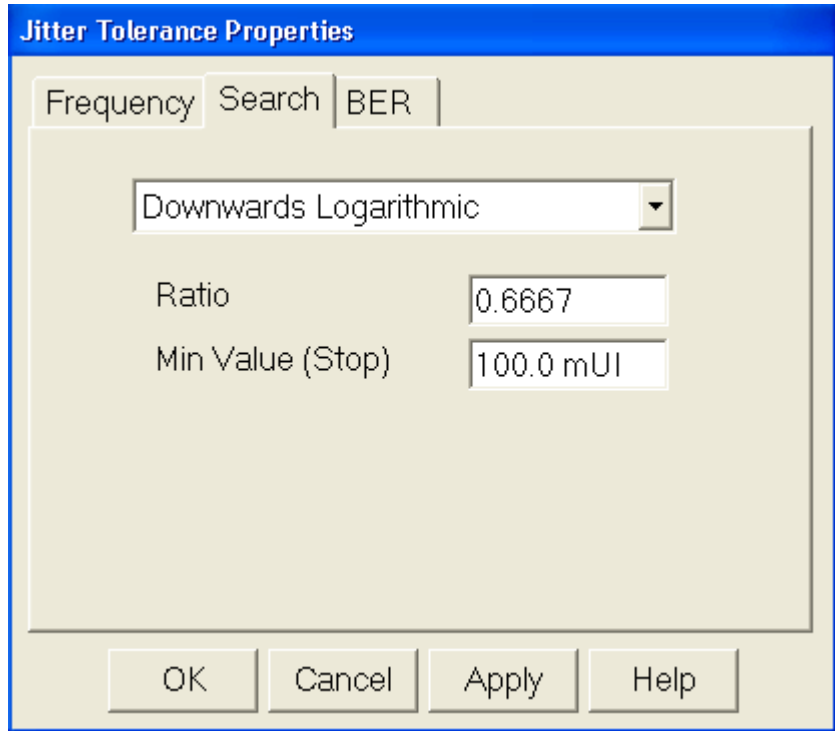 Jitter Tolerance Properties
Frequency Search BER
Downwards Logarithmic
Ratio 0.6667
Min Value (Stop) 100.0 mUI
OK Cancel Apply Help